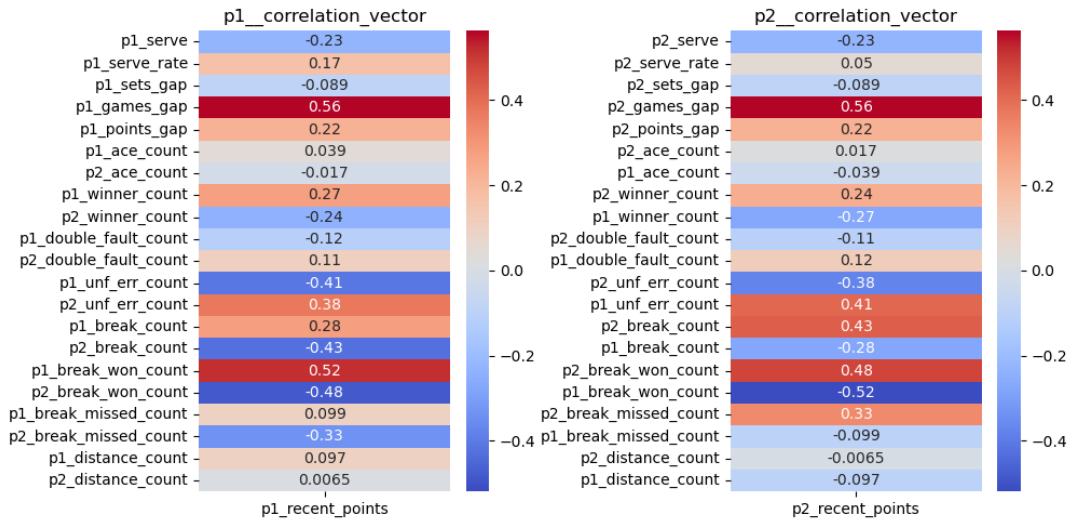 p1__correlation_vector
p1_serve -0.23
p1_serve_rate 0.17
p1_sets_gap -0.089
p1_games_gap 0.56
p1_points_gap 0.22
p1_ace_count 0.039
p2_ace_count -0.017
p1_winner_count 0.27
p2_winner_count -0.24
p1_double_fault_count -0.12
p2_double_fault_count 0.11
p1_unf_err_count -0.41
p2_unf_err_count 0.38
p1_break_count 0.28
p2_break_count -0.43
p1_break_won_count 0.52
p2_break_won_count -0.48
p1_break_missed_count 0.099
p2_break_missed_count -0.33
p1_distance_count 0.097
p2_distance_count 0.0065
p1_recent_points
0.4
0.2
0.0
−0.2
−0.4
p2__correlation_vector
p2_serve -0.23
p2_serve_rate 0.05
p2_sets_gap -0.089
p2_games_gap 0.56
p2_points_gap 0.22
p2_ace_count 0.017
p1_ace_count -0.039
p2_winner_count 0.24
p1_winner_count -0.27
p2_double_fault_count -0.11
p1_double_fault_count 0.12
p2_unf_err_count -0.38
p1_unf_err_count 0.41
p2_break_count 0.43
p1_break_count -0.28
p2_break_won_count 0.48
p1_break_won_count -0.52
p2_break_missed_count 0.33
p1_break_missed_count -0.099
p2_distance_count -0.0065
p1_distance_count -0.097
p2_recent_points
0.4
0.2
0.0
−0.2
−0.4